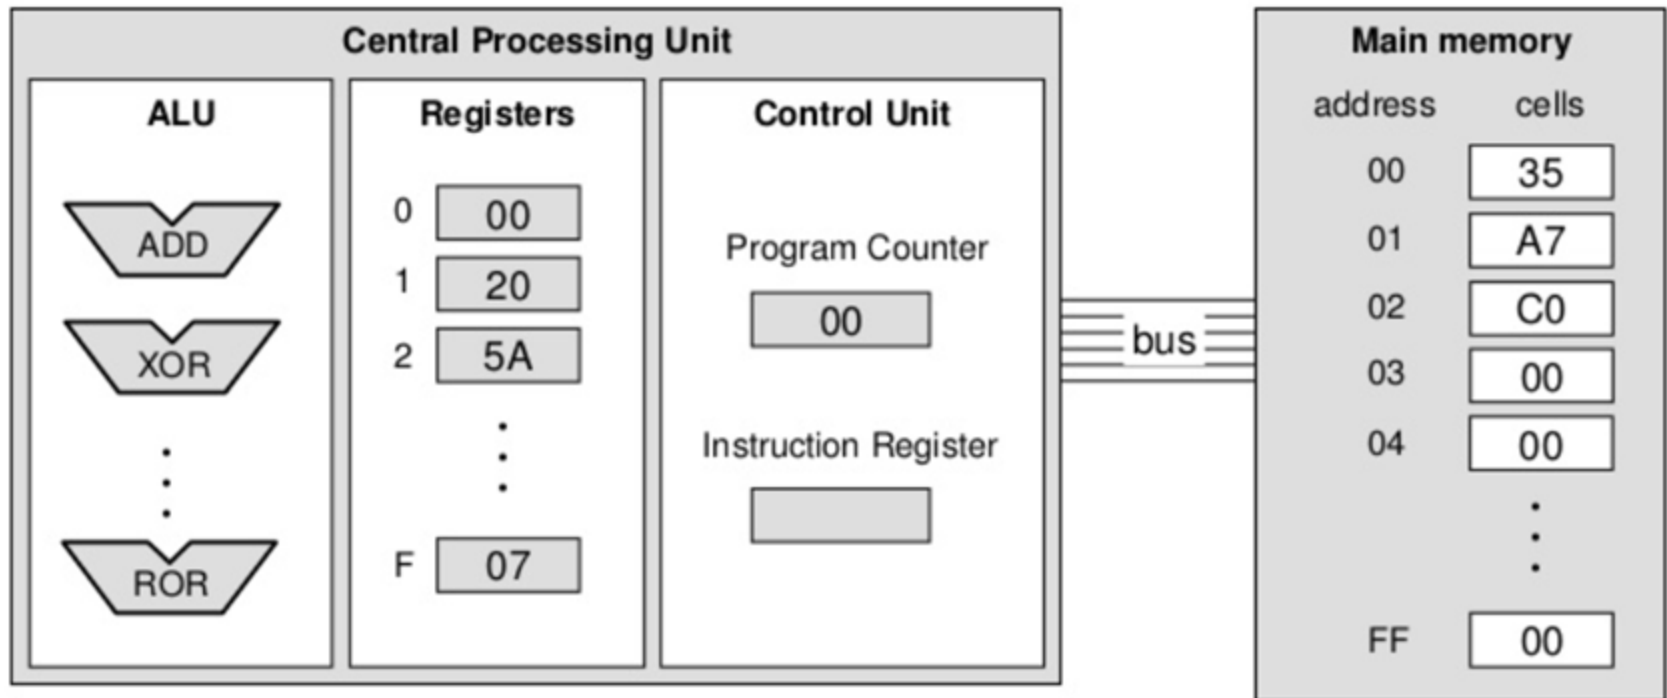 Central Processing Unit
ALU
ADD
XOR
ROR
Registers
0 00
1 20
2 5A
F 07
Control Unit
Program Counter
00
Instruction Register
bus
Main memory
address cells
00 35
01 A7
02 C0
03 00
04 00
FF 00